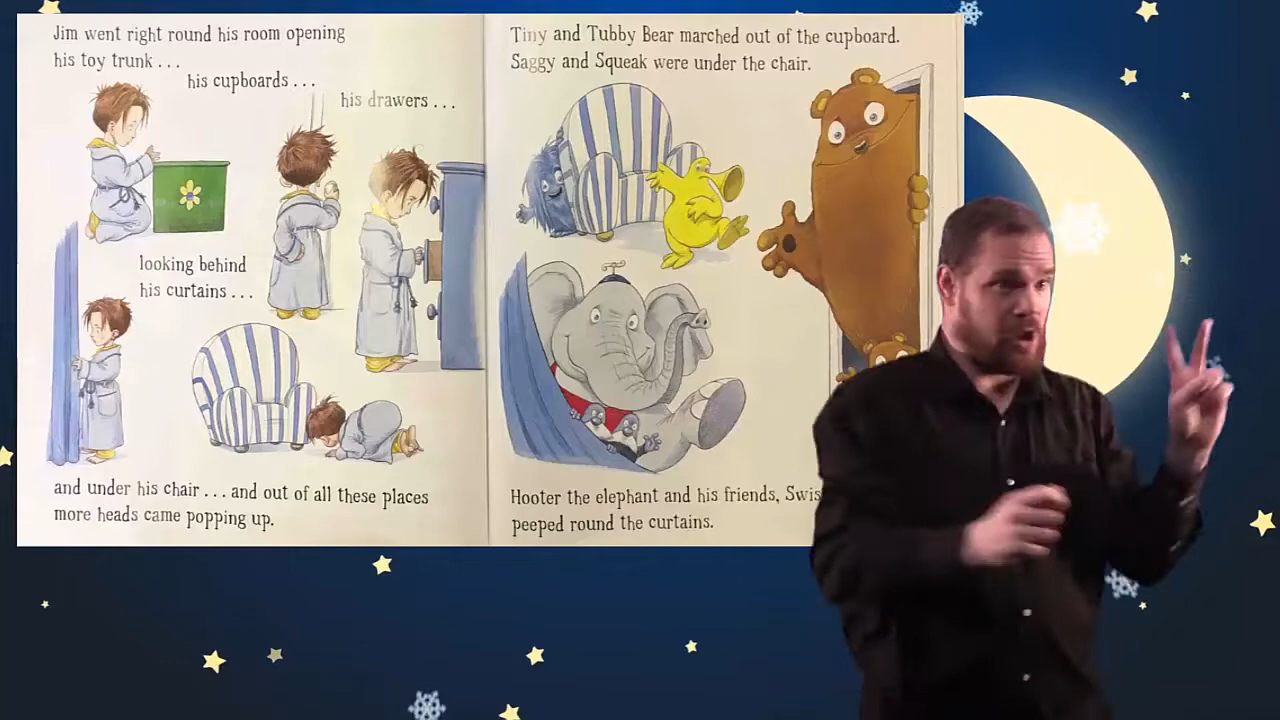 Jim went right round his room opening
his toy trunk . . .
his cupboards . . .
his drawers . . .
looking behind
his curtains . . .
and under his chair . . . and out of all these places
more heads came popping up.
Tiny and Tubby Bear marched out of the cupboard.
Saggy and Squeak were under the chair.
Hooter the elephant and his friends,
peeped round the curtains.